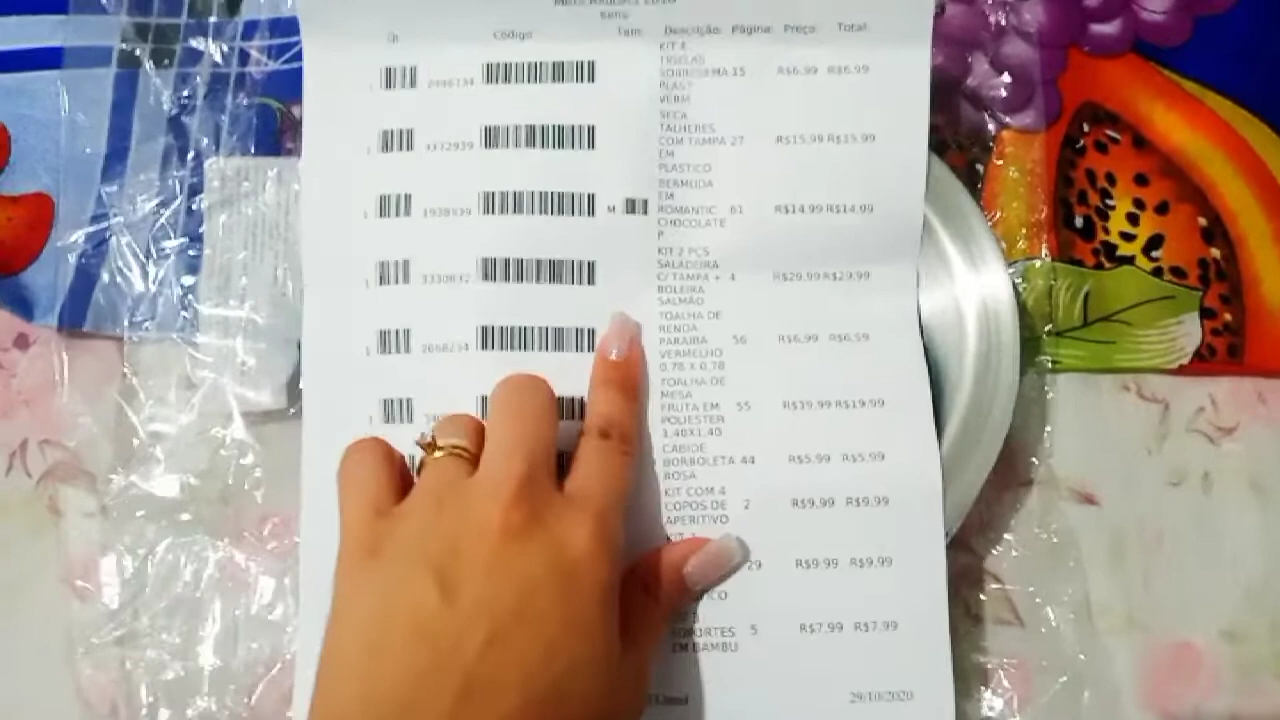 Código Tam: Descrição: Página: Preço: Total:
KIT 4
TIGELAS
SOBREMESA 15 R$6.99 R$6.99
PLAST
VERM
SECA
TALHERES
COM TAMPA 27 R$15.99 R$15.99
EM
PLASTICO
BERMUDA
EM
1938939 M ROMANTIC 61 R$14.99 R$14.99
CHOCOLATE
P
KIT 2 PCS
SALADEIRA
C/ TAMPA + 4 R$29.99 R$29.99
BOLEIRA
SALMÃO
TOALHA DE
RENDA
2668234 PARAIBA 56 R$6.99
VERMELHO
0,78 X 0,78
TOALHA DE
MESA
FRUTA EM 55 R$19.99
POLIESTER
1,40X1,40
CABIDE
BORBOLETA 44 R$5.99 R$5.99
ROSA
KIT COM 4
COPOS DE 2 R$9.99 R$9.99
APERITIVO
29 R$9.99 R$9.99
SUPORTES 5 R$7.99 R$7.99
EM BAMBU
29/10/2020